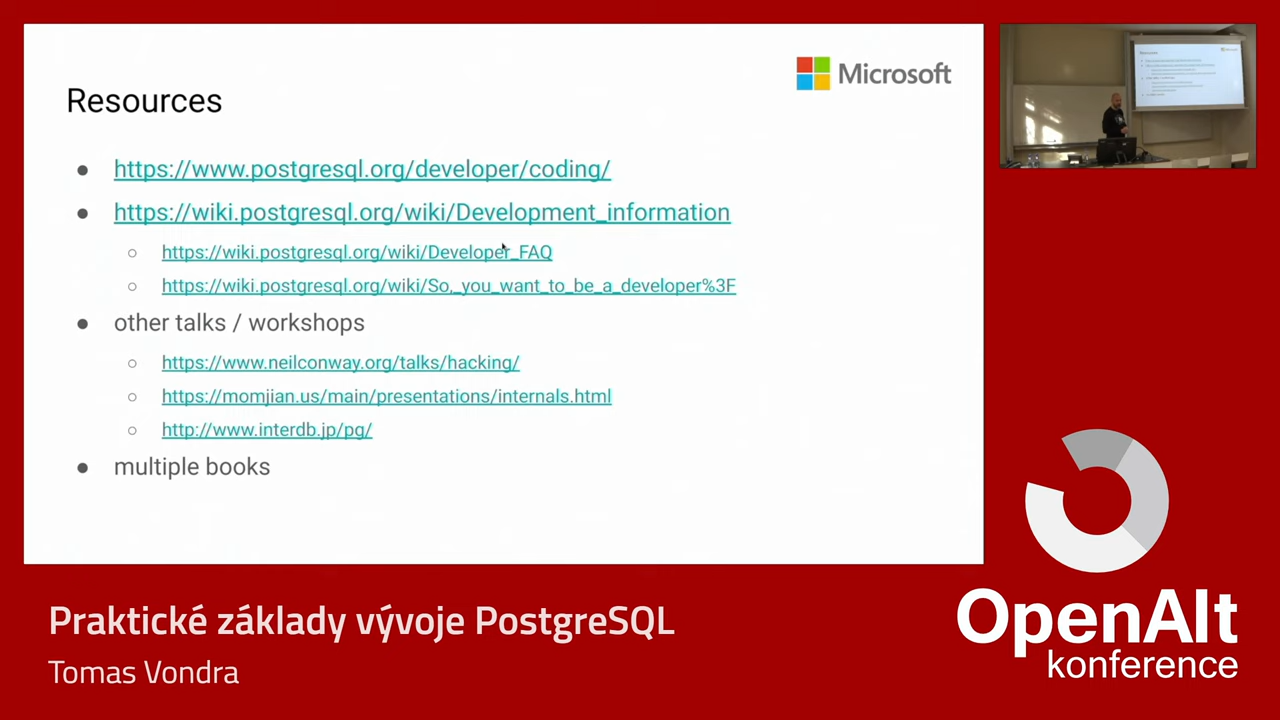 Microsoft
Resources
https://www.postgresql.org/developer/coding/
https://wiki.postgresql.org/wiki/Development_information
https://wiki.postgresql.org/wiki/Developer_FAQ
https://wiki.postgresql.org/wiki/So,_you_want_to_be_a_developer%3F
other talks / workshops
https://www.neilconway.org/talks/hacking/
https://momjian.us/main/presentations/internals.html
http://www.interdb.jp/pg/
multiple books
Praktické základy vývoje PostgreSQL
Tomas Vondra
OpenAlt
konference